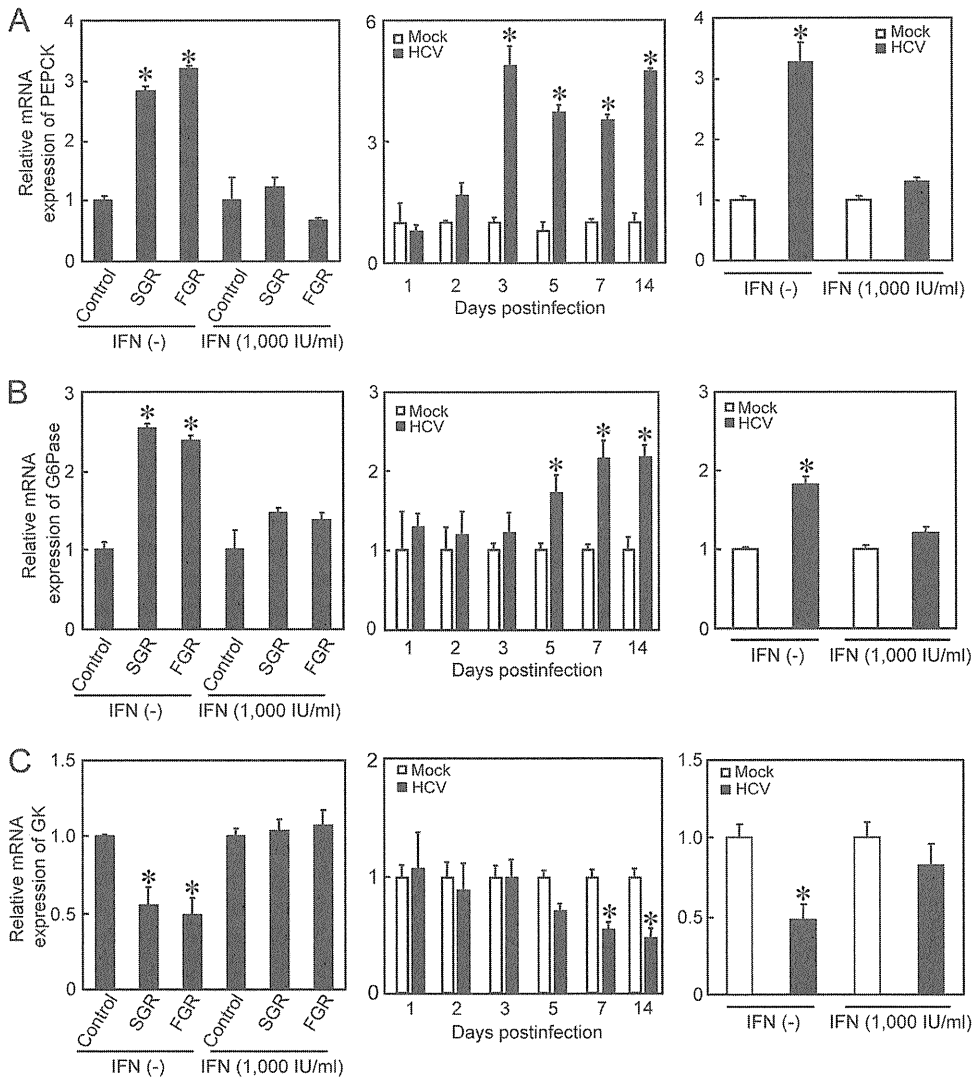 A
Relative mRNA
expression of PEPCK
4
3
2
1
0
*
*
Control
SGR
FGR
Control
SGR
FGR
IFN (-)
IFN (1,000 IU/ml)
6
3
0
Mock
HCV
*
*
*
*
1 2 3 5 7 14
Days postinfection
4
3
2
1
0
Mock
HCV
*
IFN (-)
IFN (1,000 IU/ml)
B
Relative mRNA
expression of G6Pase
3
2
1
0
*
*
Control
SGR
FGR
Control
SGR
FGR
IFN (-)
IFN (1,000 IU/ml)
3
2
1
0
Mock
HCV
*
*
*
1 2 3 5 7 14
Days postinfection
3
2
1
0
Mock
HCV
*
IFN (-)
IFN (1,000 IU/ml)
C
Relative mRNA
expression of GK
1.5
1.0
0.5
0
*
*
Control
SGR
FGR
Control
SGR
FGR
IFN (-)
IFN (1,000 IU/ml)
2
1
0
Mock
HCV
*
*
1 2 3 5 7 14
Days postinfection
1.5
1.0
0.5
0
Mock
HCV
*
IFN (-)
IFN (1,000 IU/ml)